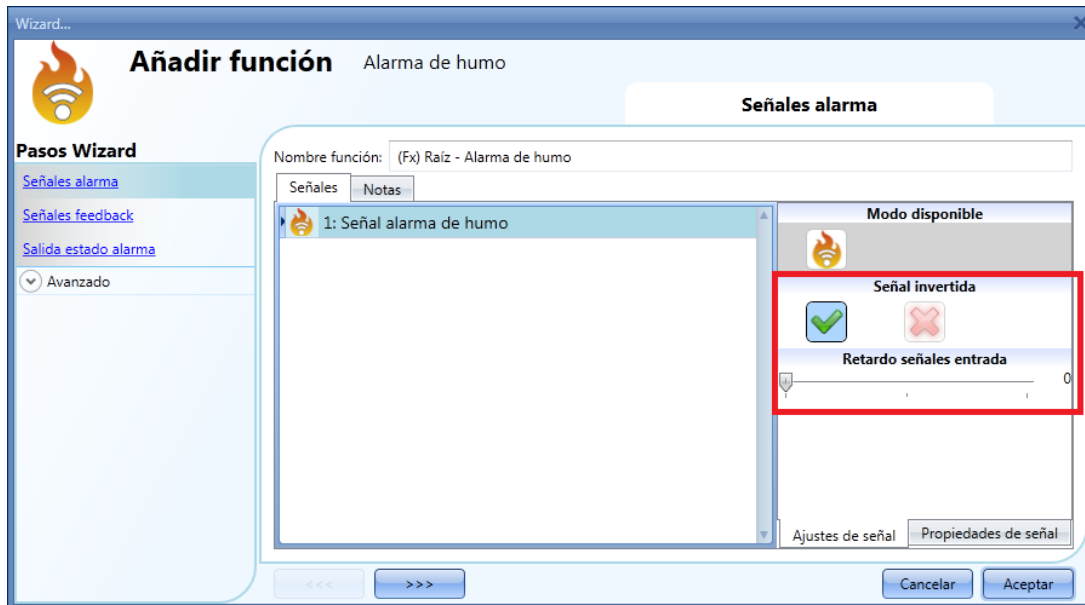 Wizard...
Añadir función Alarma de humo
Señales alarma
Pasos Wizard
Señales alarma
Señales feedback
Salida estado alarma
Avanzado
Nombre función: (Fx) Raíz - Alarma de humo
Señales Notas
1: Señal alarma de humo
Modo disponible
Señal invertida
Retardo señales entrada
0
Ajustes de señal Propiedades de señal
<<< >>> Cancelar Aceptar